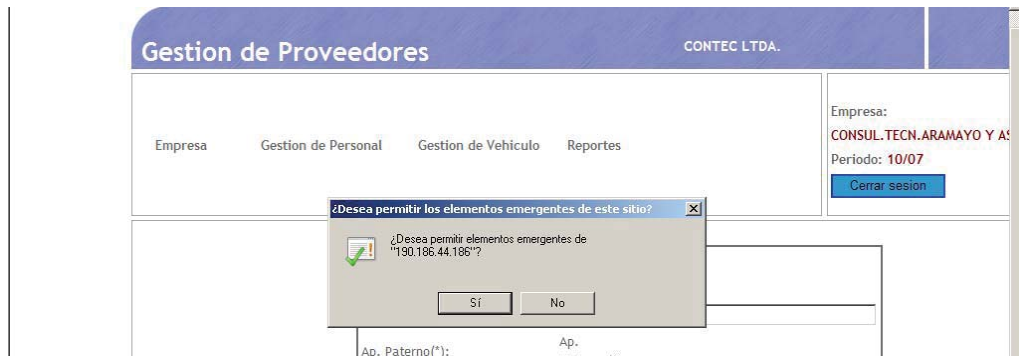 Gestion de Proveedores
CONTEC LTDA.
Empresa
Gestion de Personal
Gestion de Vehiculo
Reportes
Empresa:
CONSUL.TECN.ARAMAYO Y
Periodo: 10/07
Cerrar sesion
¿Desea permitir los elementos emergentes de este sitio?
¿Desea permitir elementos emergentes de
"190.186.44.186"?
Sí
No
Ap. Paterno(*):
Ap.